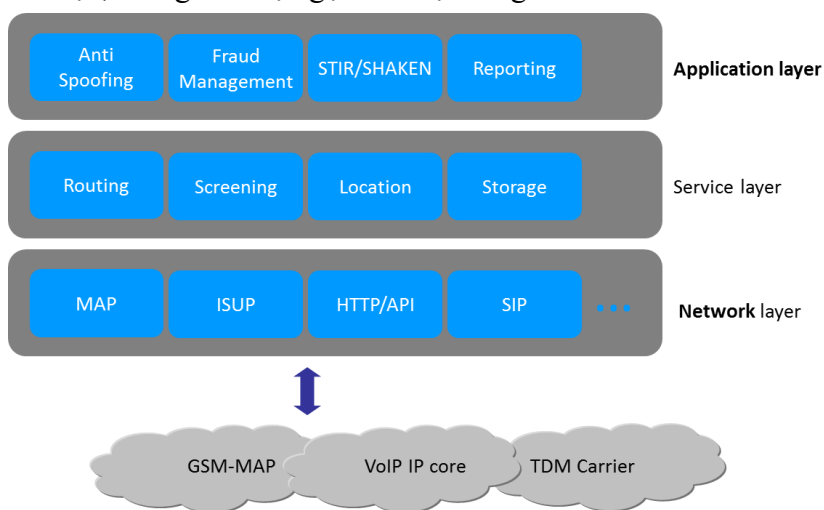 Anti
Spoofing
Fraud
Management
STIR/SHAKEN
Reporting
Application layer
Routing
Screening
Location
Storage
Service layer
MAP
ISUP
HTTP/API
SIP
Network layer
GSM-MAP
VoIP IP core
TDM Carrier